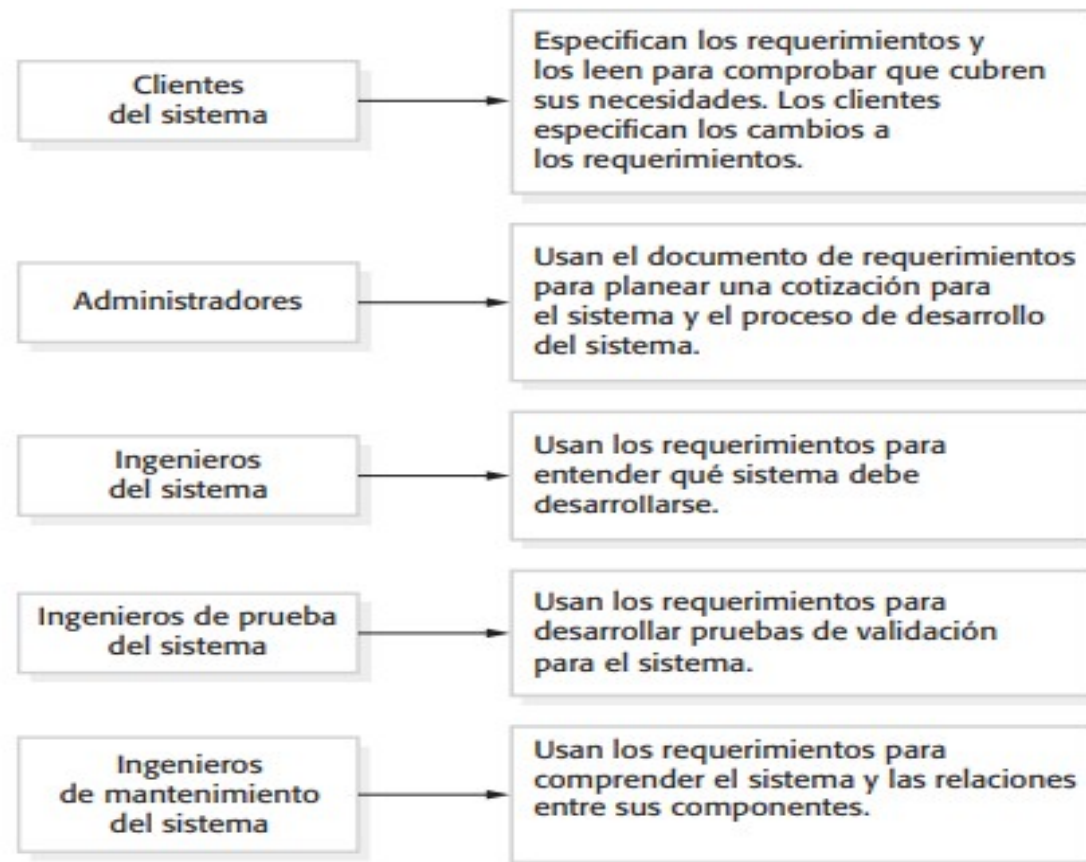 Clientes
del sistema
Especifican los requerimientos y
los leen para comprobar que cubren
sus necesidades. Los clientes
especifican los cambios a
los requerimientos.
Administradores
Usan el documento de requerimientos
para planear una cotización para
el sistema y el proceso de desarrollo
del sistema.
Ingenieros
del sistema
Usan los requerimientos para
entender qué sistema debe
desarrollarse.
Ingenieros de prueba
del sistema
Usan los requerimientos para
desarrollar pruebas de validación
para el sistema.
Ingenieros
de mantenimiento
del sistema
Usan los requerimientos para
comprender el sistema y las relaciones
entre sus componentes.